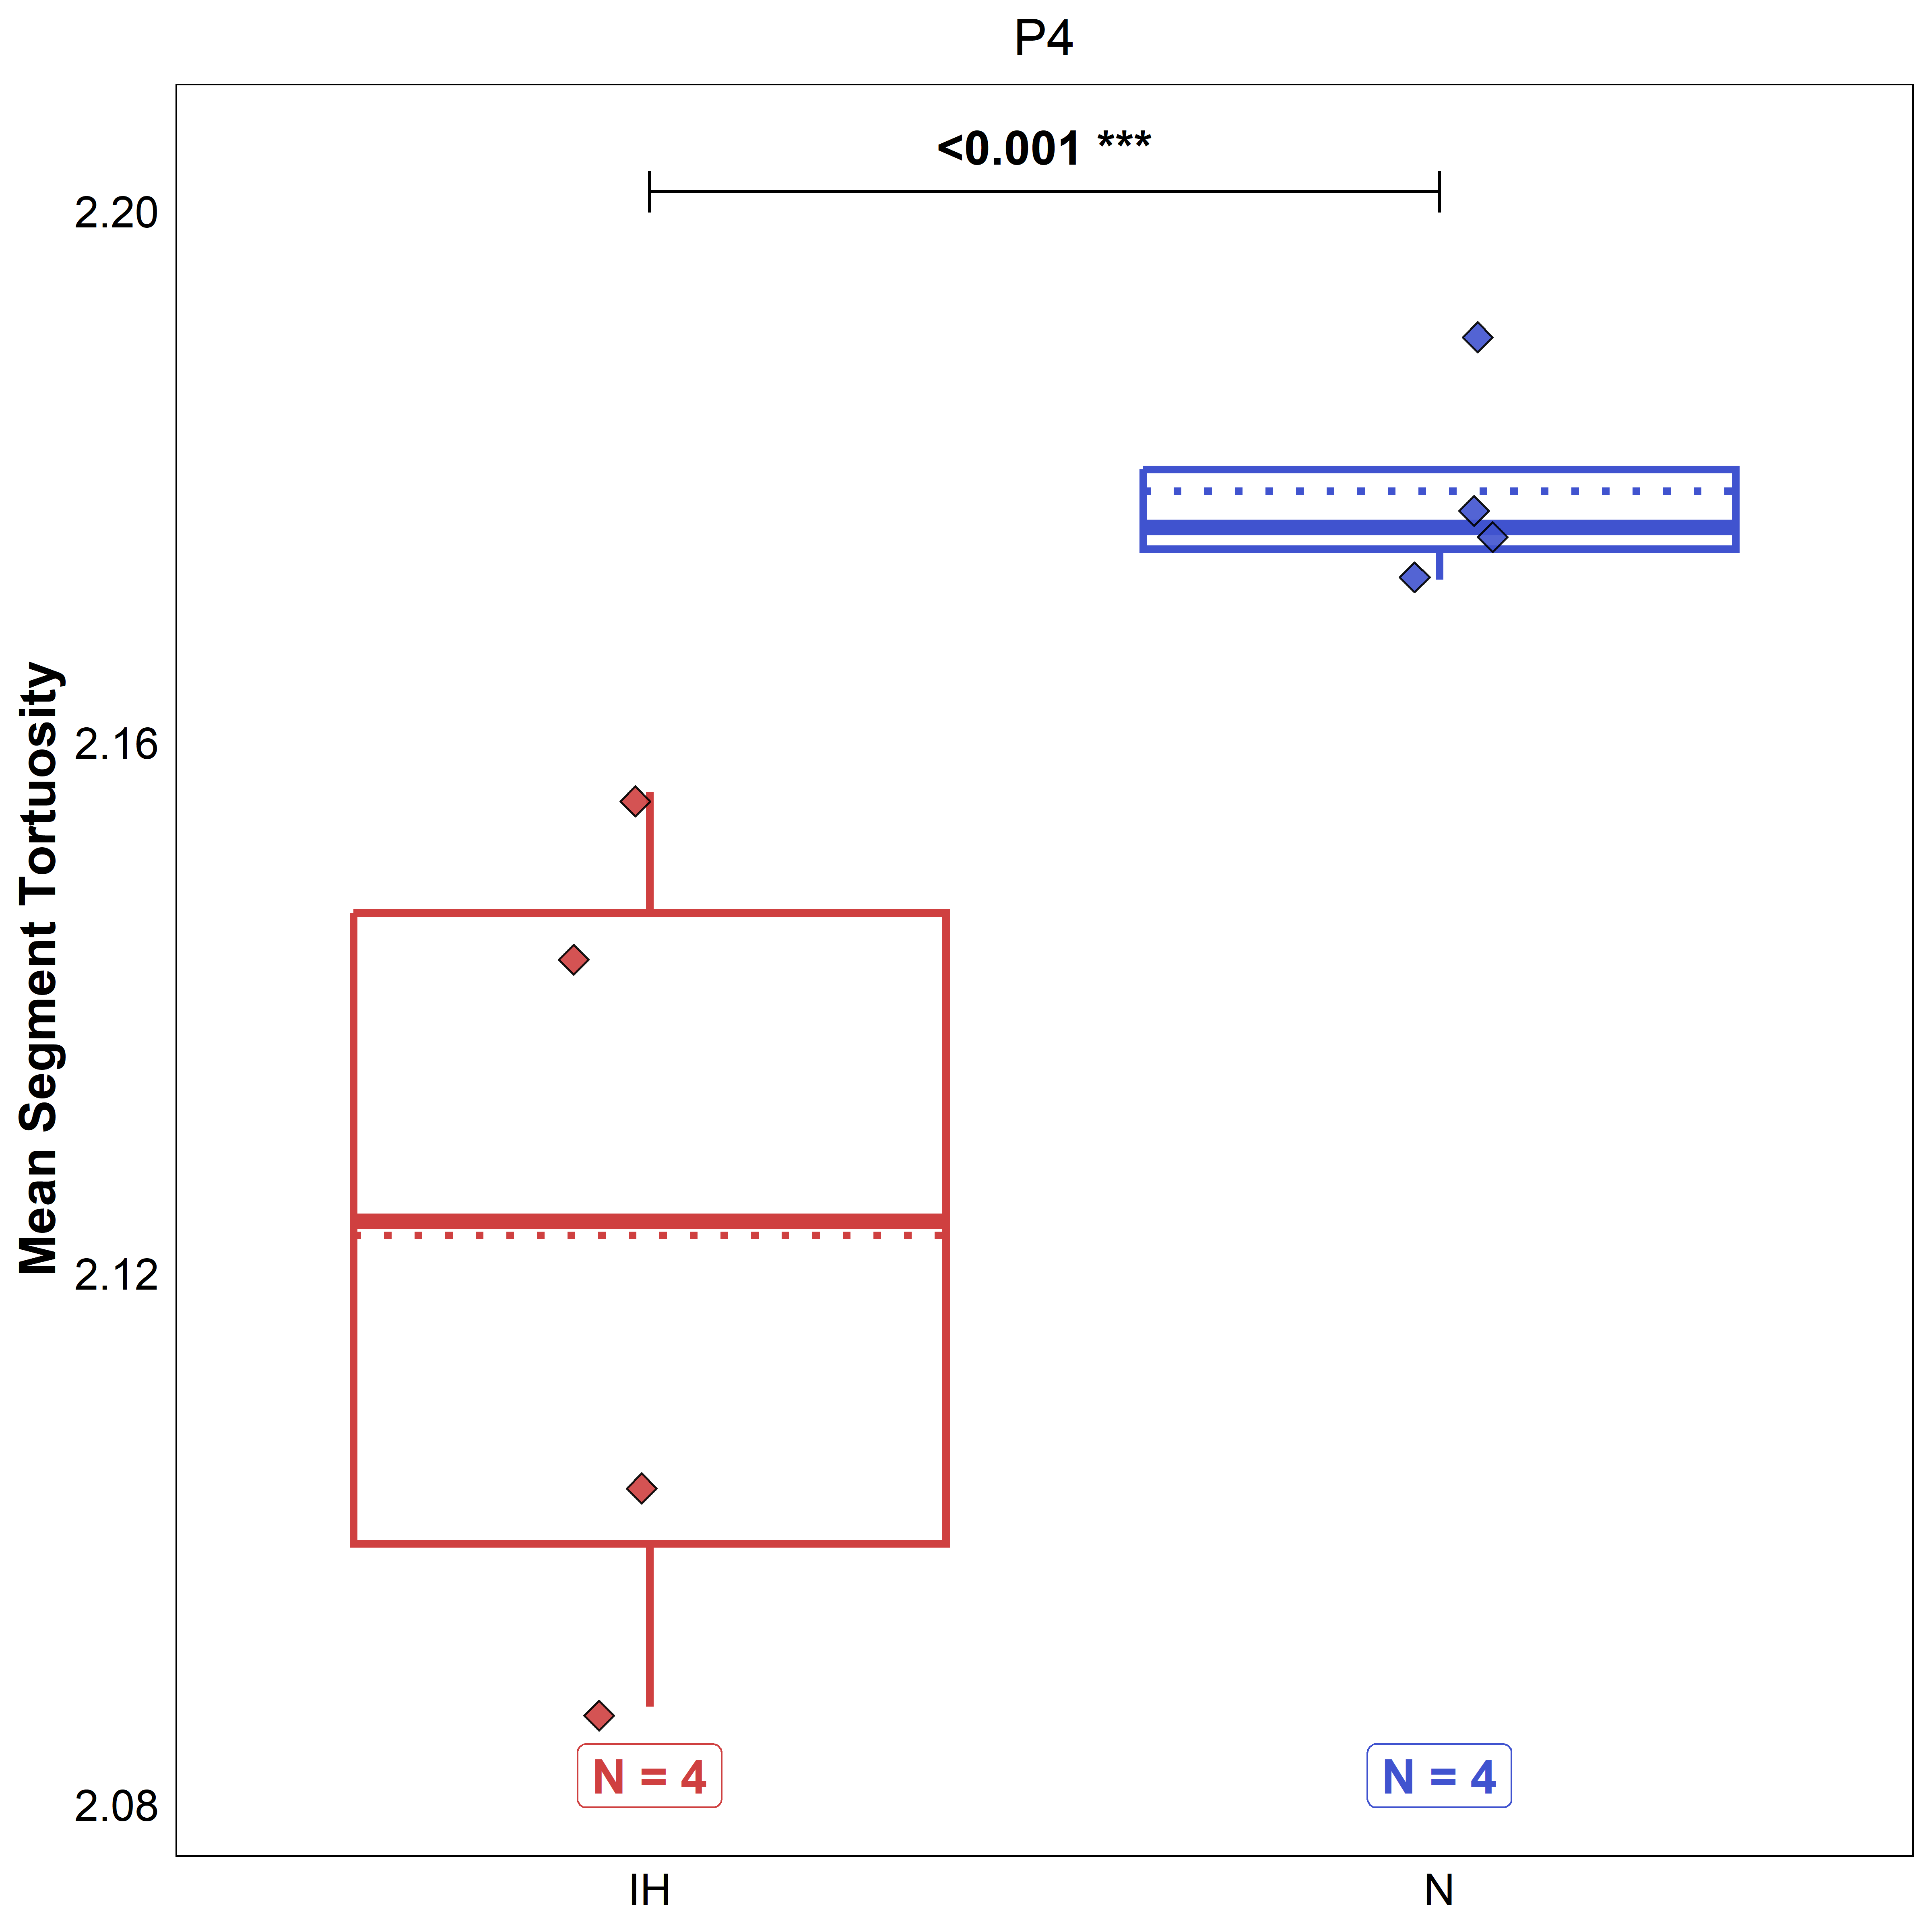 P4
<0.001 ***
2.20
2.16
2.12
2.08
Mean Segment Tortuosity
N = 4
N = 4
IH
N